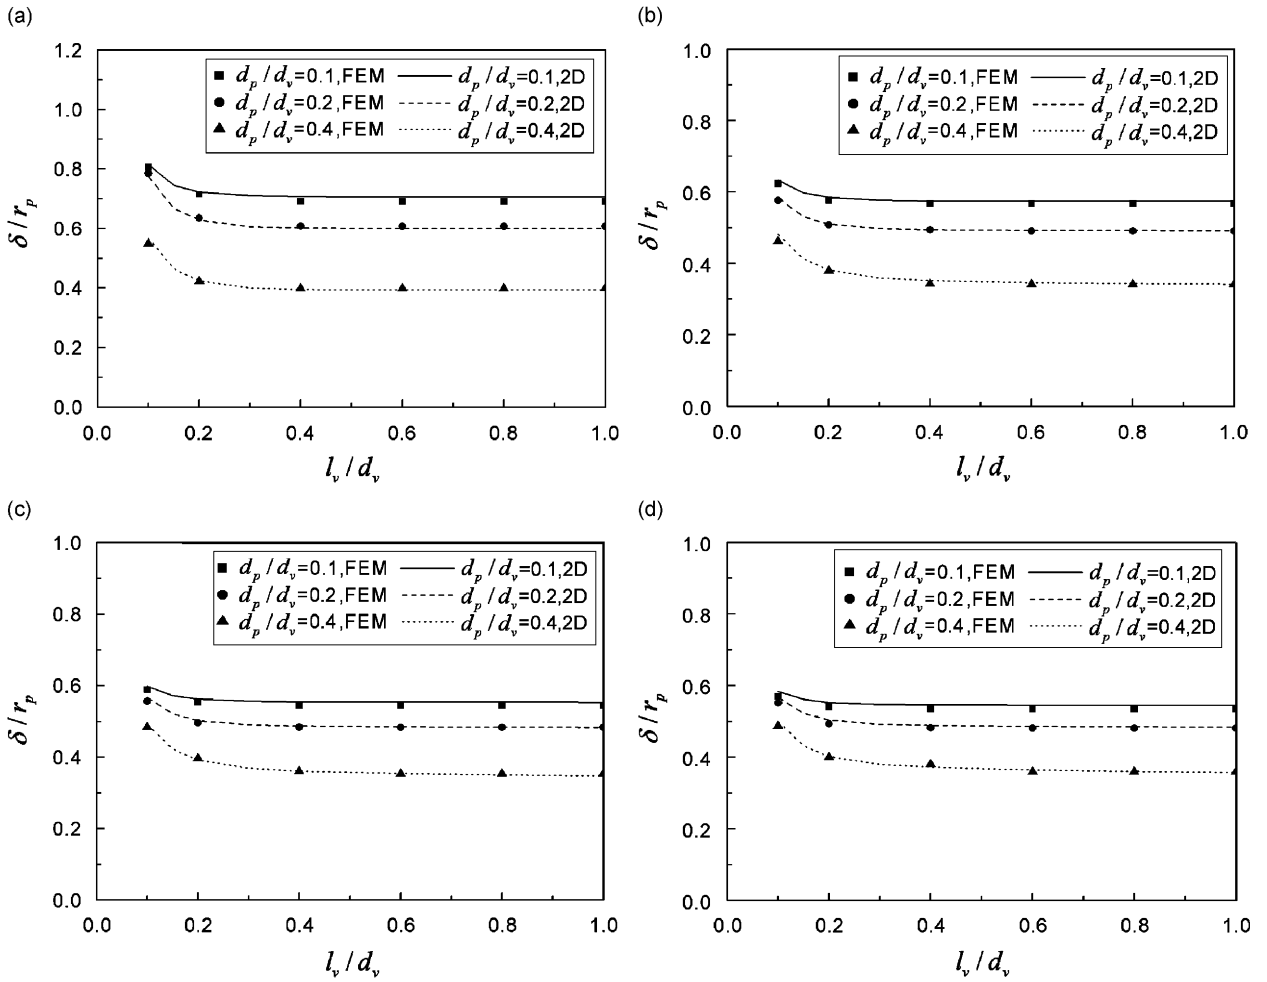 (a)
1.2
1.0
0.8
0.6
0.4
0.2
0.0
δ/r_p
d_p/d_v=0.1,FEM d_p/d_v=0.1,2D
d_p/d_v=0.2,FEM d_p/d_v=0.2,2D
d_p/d_v=0.4,FEM d_p/d_v=0.4,2D
0.0 0.2 0.4 0.6 0.8 1.0
l_v/d_v
(b)
1.0
0.8
0.6
0.4
0.2
0.0
δ/r_p
d_p/d_v=0.1,FEM d_p/d_v=0.1,2D
d_p/d_v=0.2,FEM d_p/d_v=0.2,2D
d_p/d_v=0.4,FEM d_p/d_v=0.4,2D
0.0 0.2 0.4 0.6 0.8 1.0
l_v/d_v
(c)
1.0
0.8
0.6
0.4
0.2
0.0
δ/r_p
d_p/d_v=0.1,FEM d_p/d_v=0.1,2D
d_p/d_v=0.2,FEM d_p/d_v=0.2,2D
d_p/d_v=0.4,FEM d_p/d_v=0.4,2D
0.0 0.2 0.4 0.6 0.8 1.0
l_v/d_v
(d)
1.0
0.8
0.6
0.4
0.2
0.0
δ/r_p
d_p/d_v=0.1,FEM d_p/d_v=0.1,2D
d_p/d_v=0.2,FEM d_p/d_v=0.2,2D
d_p/d_v=0.4,FEM d_p/d_v=0.4,2D
0.0 0.2 0.4 0.6 0.8 1.0
l_v/d_v